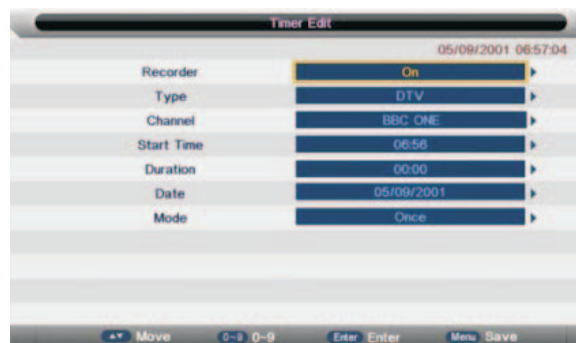 Timer Edit
05/09/2001 06:57:04
Recorder On
Type DTV
Channel BBC ONE
Start Time 06:56
Duration 00:00
Date 05/09/2001
Mode Once
▲▼ Move 0-9 0-9 Enter Enter Menu Save